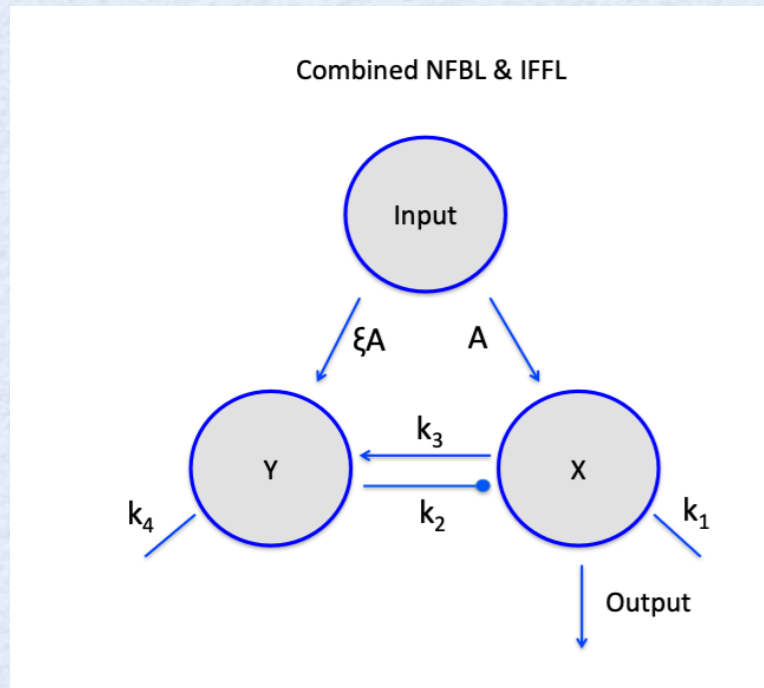 Combined NFBL & IFFL
Input
ξA
A
k₃
Y
X
k₂
k₄
k₁
Output